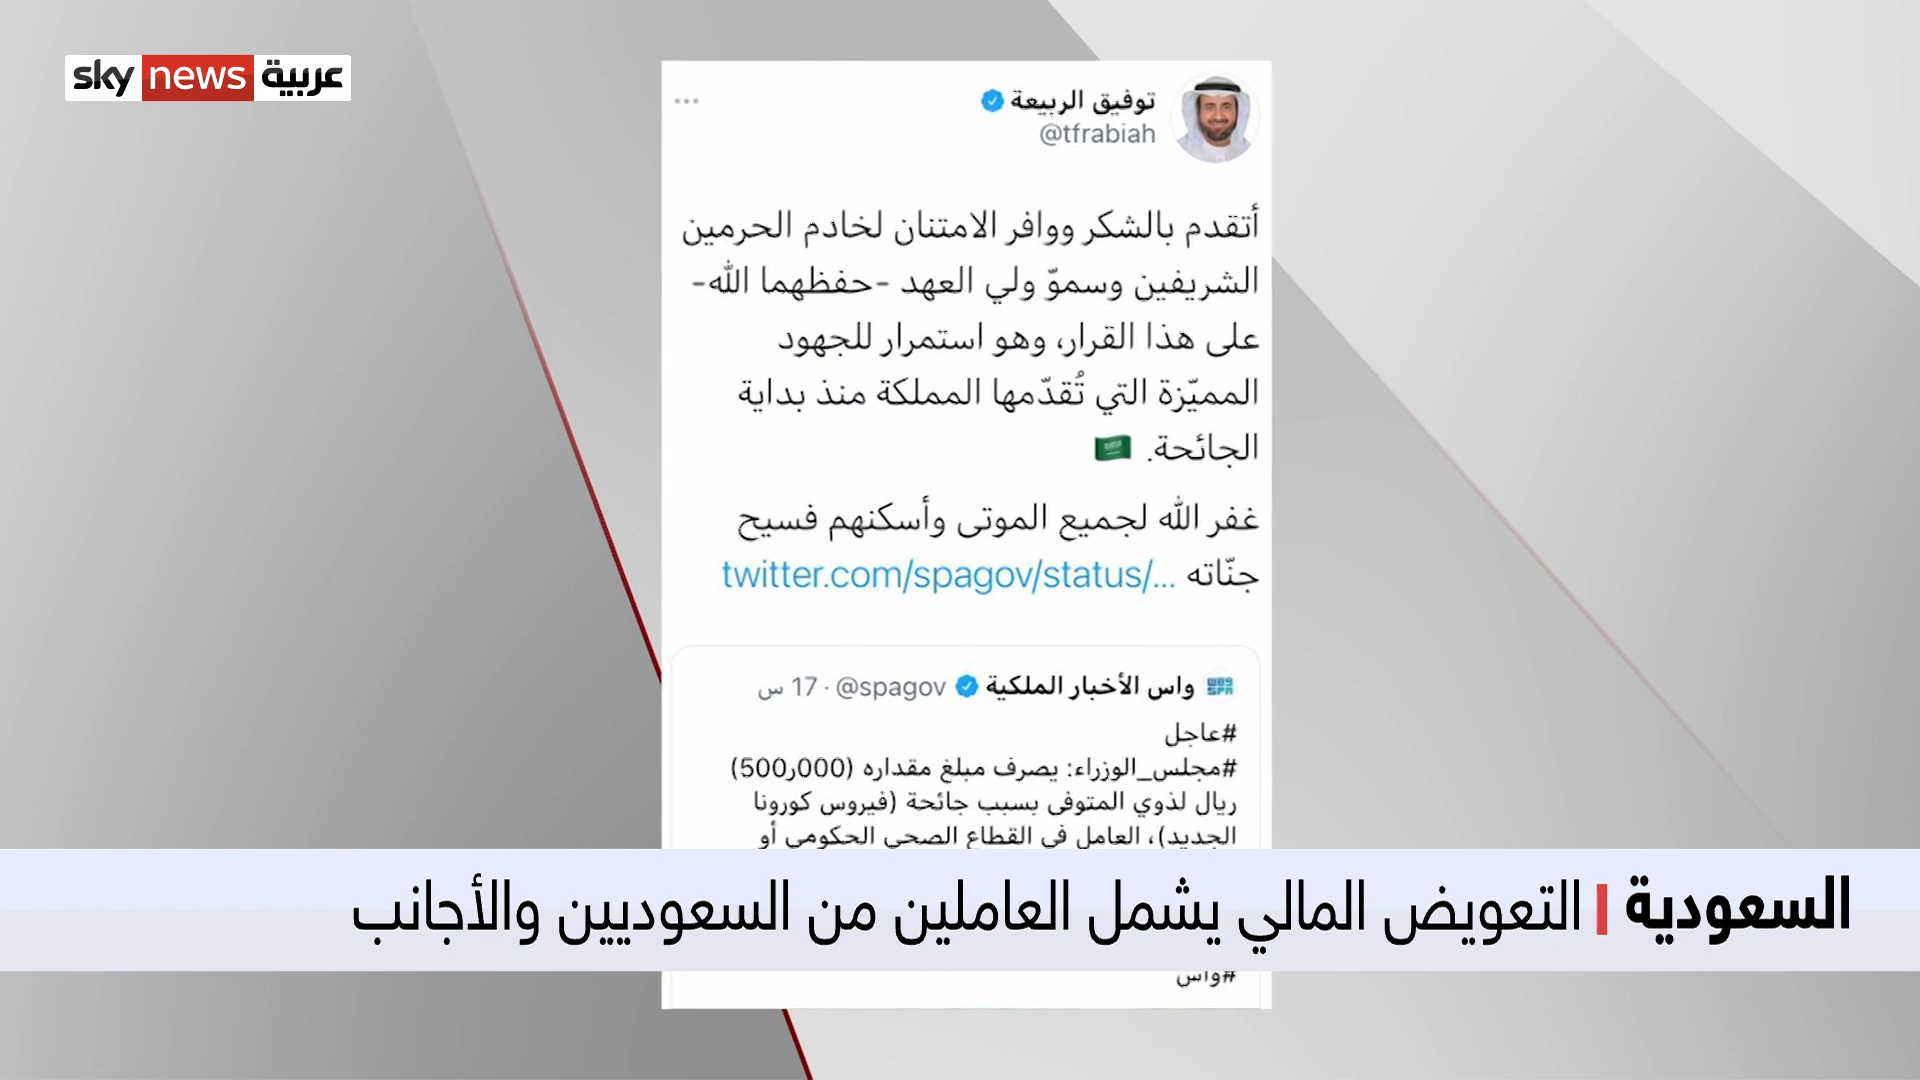 sky news عربية
توفيق الربيعة
@tfrabiah
أتقدم بالشكر ووافر الامتنان لخادم الحرمين
الشريفين وسموّ ولي العهد -حفظهما الله-
على هذا القرار، وهو استمرار للجهود
المميّزة التي تُقدّمها المملكة منذ بداية
الجائحة.
غفر الله لجميع الموتى وأسكنهم فسيح
جنّاته twitter.com/spagov/status/...
واس الأخبار الملكية @spagov · 17 س
#عاجل
#مجلس_الوزراء: يصرف مبلغ مقداره (500,000)
ريال لذوي المتوفى بسبب جائحة (فيروس كورونا
الجديد)، العامل في القطاع الصحي الحكومي أو
السعودية | التعويض المالي يشمل العاملين من السعوديين والأجانب
#واس